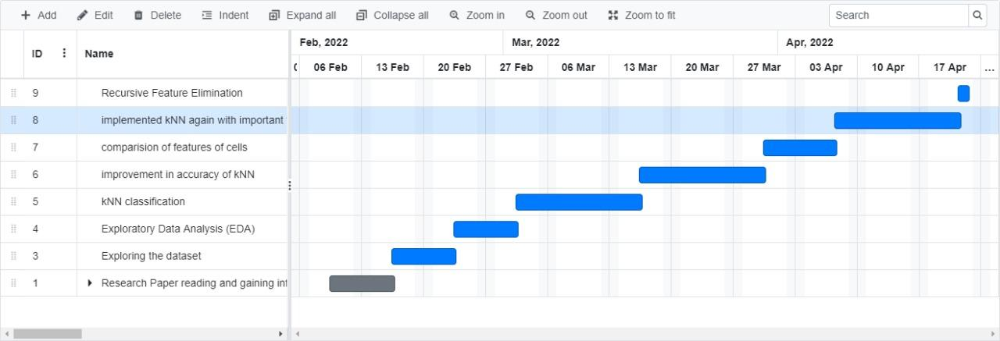 Add Edit Delete Indent Expand all Collapse all Zoom in Zoom out Zoom to fit Search
Feb, 2022 Mar, 2022 Apr, 2022
ID Name
06 Feb 13 Feb 20 Feb 27 Feb 06 Mar 13 Mar 20 Mar 27 Mar 03 Apr 10 Apr 17 Apr ...
9 Recursive Feature Elimination
8 implemented kNN again with important
7 comparision of features of cells
6 improvement in accuracy of kNN
5 kNN classification
4 Exploratory Data Analysis (EDA)
3 Exploring the dataset
1 Research Paper reading and gaining